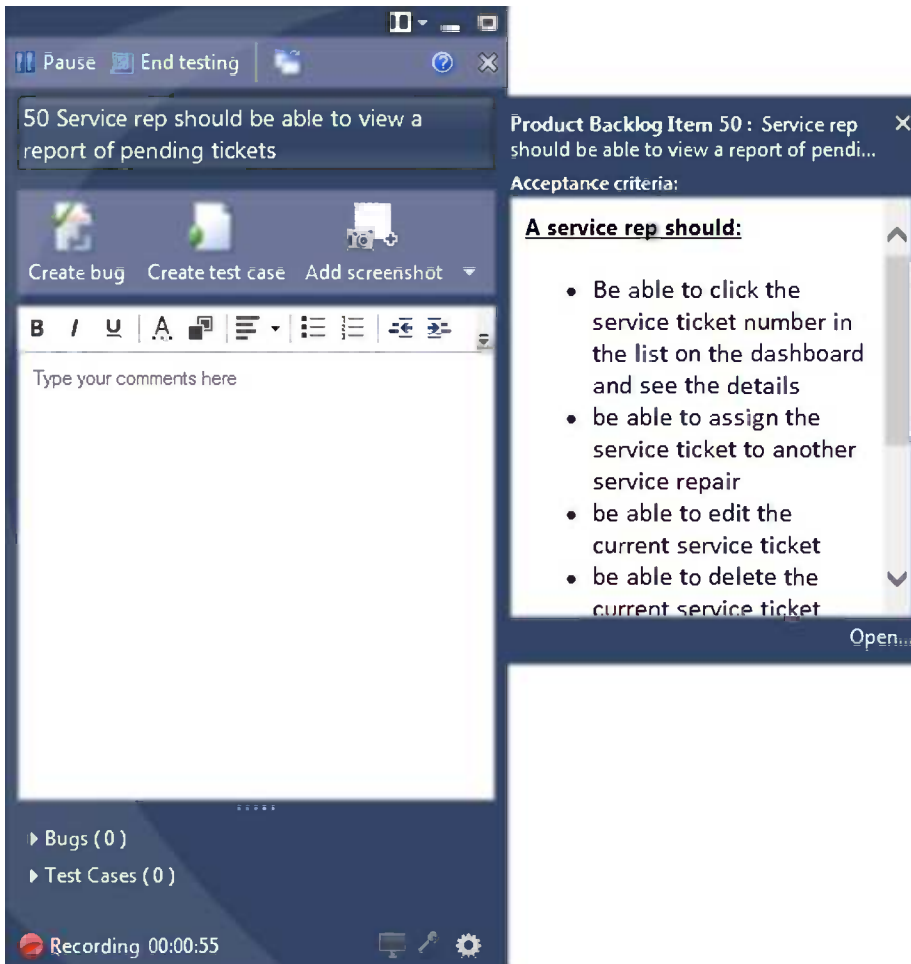 Pause End testing
50 Service rep should be able to view a
report of pending tickets
Create bug Create test case Add screenshot
B I U A
Type your comments here
Bugs ( 0 )
Test Cases ( 0 )
Recording 00:00:55
Product Backlog Item 50 : Service rep
should be able to view a report of pendi...
Acceptance criteria:
A service rep should:
• Be able to click the
service ticket number in
the list on the dashboard
and see the details
• be able to assign the
service ticket to another
service repair
• be able to edit the
current service ticket
• be able to delete the
current service ticket
Open...